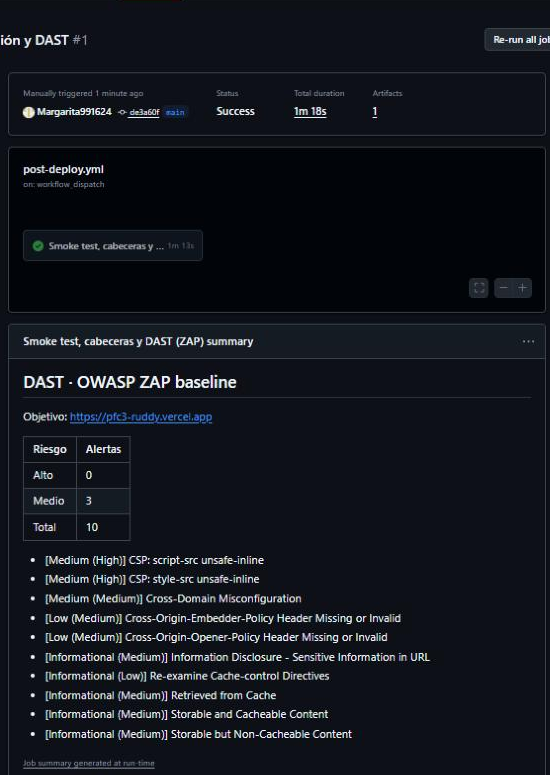 ión y DAST #1
Re-run all job
Manually triggered 1 minute ago
Status
Total duration
Artifacts
Margarita991624 de3a60f main
Success
1m 18s
1
post-deploy.yml
on: workflow_dispatch
Smoke test, cabeceras y ... 1m 13s
Smoke test, cabeceras y DAST (ZAP) summary
DAST · OWASP ZAP baseline
Objetivo: https://pfc3-ruddy.vercel.app
Riesgo Alertas
Alto 0
Medio 3
Total 10
• [Medium (High)] CSP: script-src unsafe-inline
• [Medium (High)] CSP: style-src unsafe-inline
• [Medium (Medium)] Cross-Domain Misconfiguration
• [Low (Medium)] Cross-Origin-Embedder-Policy Header Missing or Invalid
• [Low (Medium)] Cross-Origin-Opener-Policy Header Missing or Invalid
• [Informational (Medium)] Information Disclosure - Sensitive Information in URL
• [Informational (Low)] Re-examine Cache-control Directives
• [Informational (Medium)] Retrieved from Cache
• [Informational (Medium)] Storable and Cacheable Content
• [Informational (Medium)] Storable but Non-Cacheable Content
Job summary generated at run-time